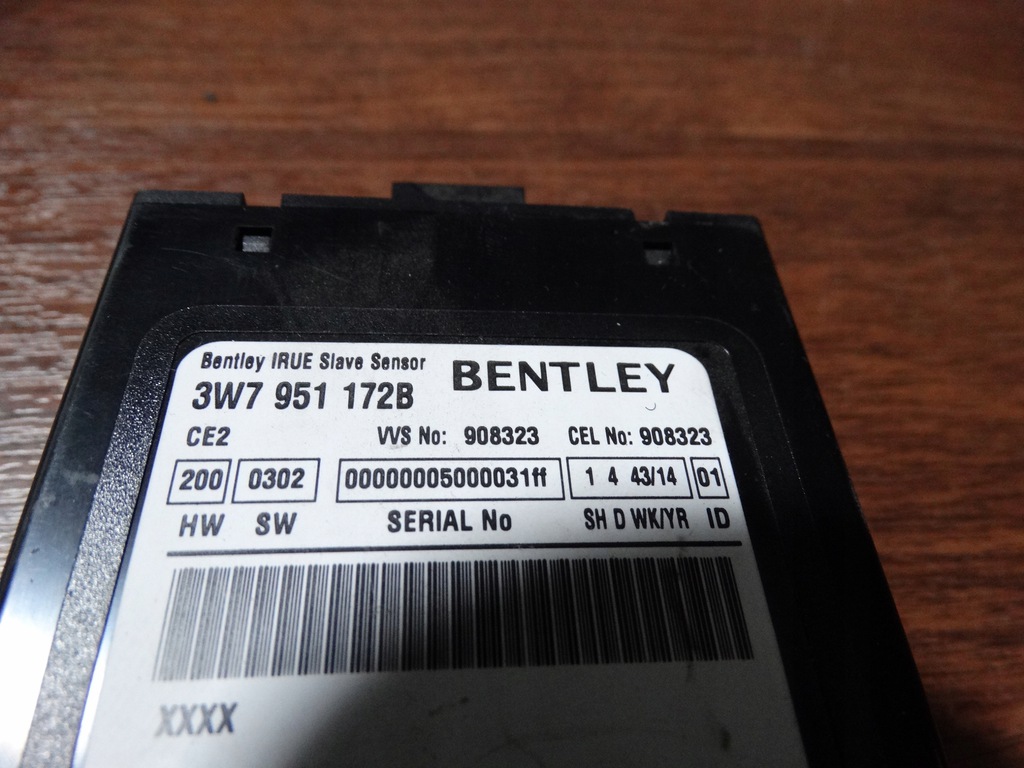 Bentley IRUE Slave Sensor
BENTLEY
3W7 951 172B
CE2 VVS No: 908323 CEL No: 908323
200 0302 00000005000031ff 1 4 43/14 01
HW SW SERIAL No SH D WK/YR ID
XXXX